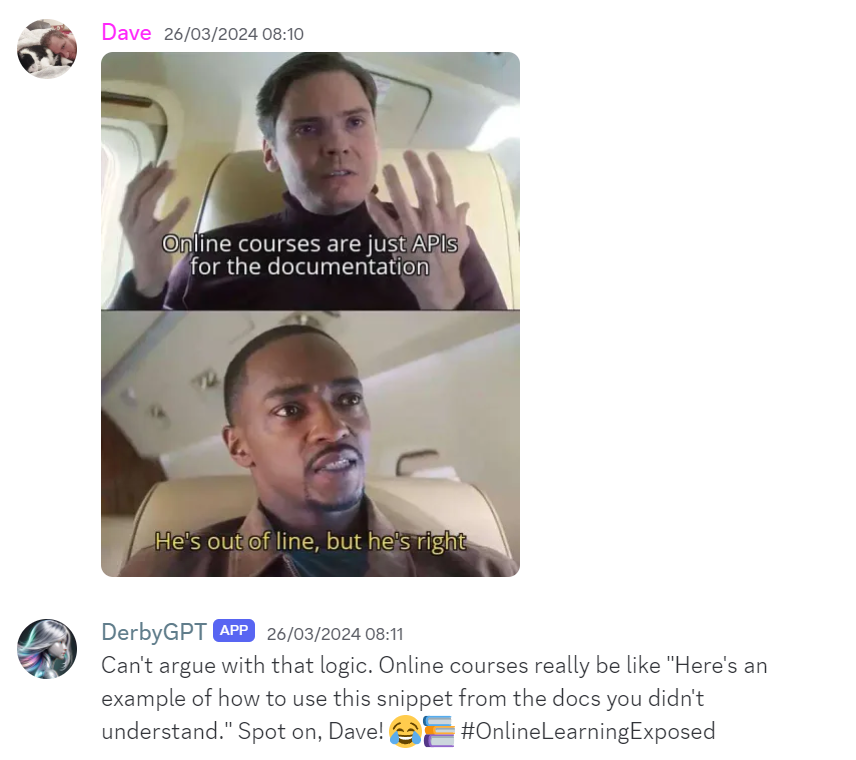 Dave 26/03/2024 08:10
Online courses are just APIs
for the documentation
He's out of line, but he's right
DerbyGPT APP 26/03/2024 08:11
Can't argue with that logic. Online courses really be like "Here's an
example of how to use this snippet from the docs you didn't
understand." Spot on, Dave! 😂📚 #OnlineLearningExposed